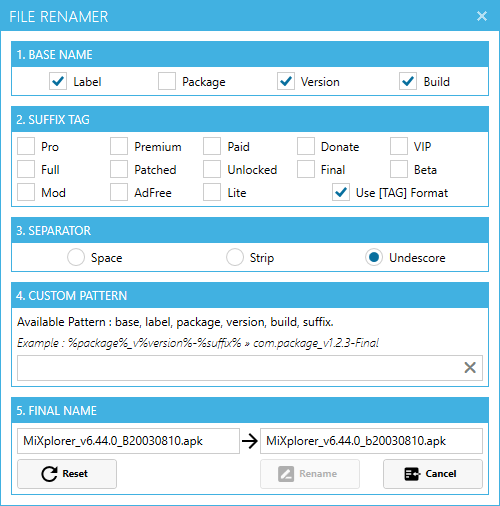 FILE RENAMER
1. BASE NAME
Label Package Version Build
2. SUFFIX TAG
Pro Premium Paid Donate VIP
Full Patched Unlocked Final Beta
Mod AdFree Lite Use [TAG] Format
3. SEPARATOR
Space Strip Undescore
4. CUSTOM PATTERN
Available Pattern : base, label, package, version, build, suffix.
Example : %package%_v%version%-%suffix% » com.package_v1.2.3-Final
5. FINAL NAME
MiXplorer_v6.44.0_B20030810.apk MiXplorer_v6.44.0_b20030810.apk
Reset Rename Cancel